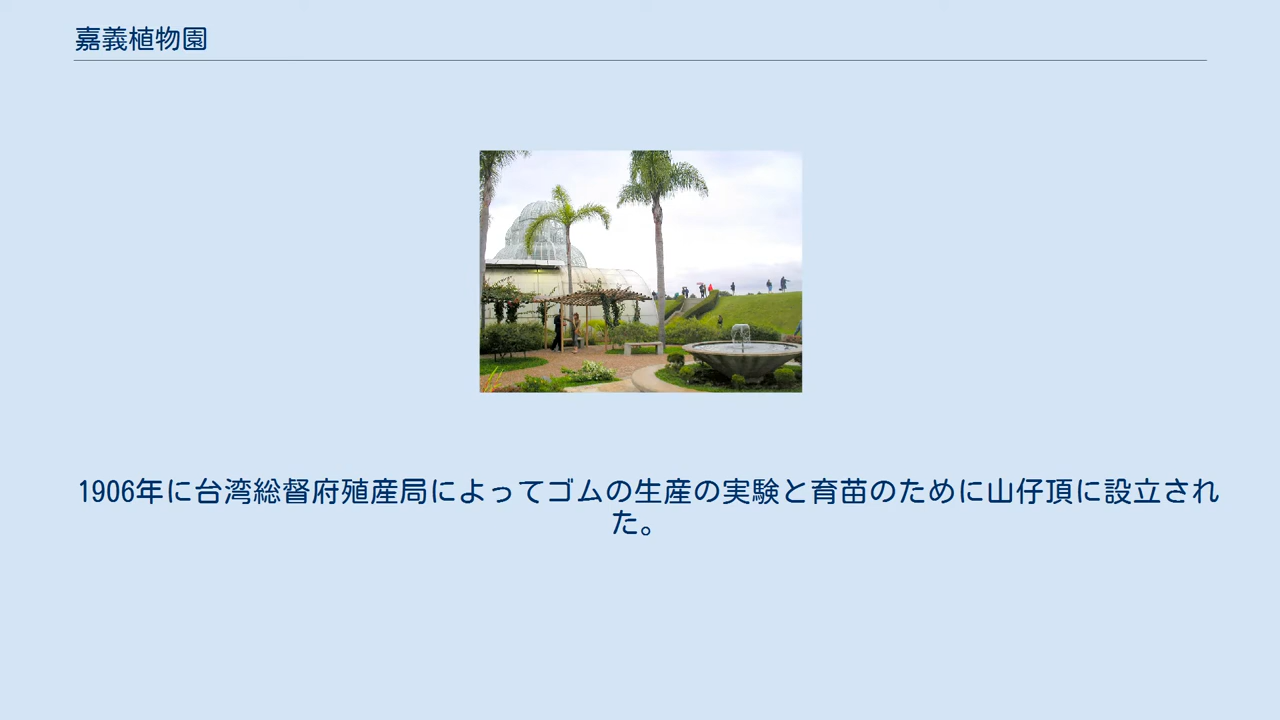 嘉義植物園
1906年に台湾総督府殖産局によってゴムの生産の実験と育苗のために山仔頂に設立され
た。